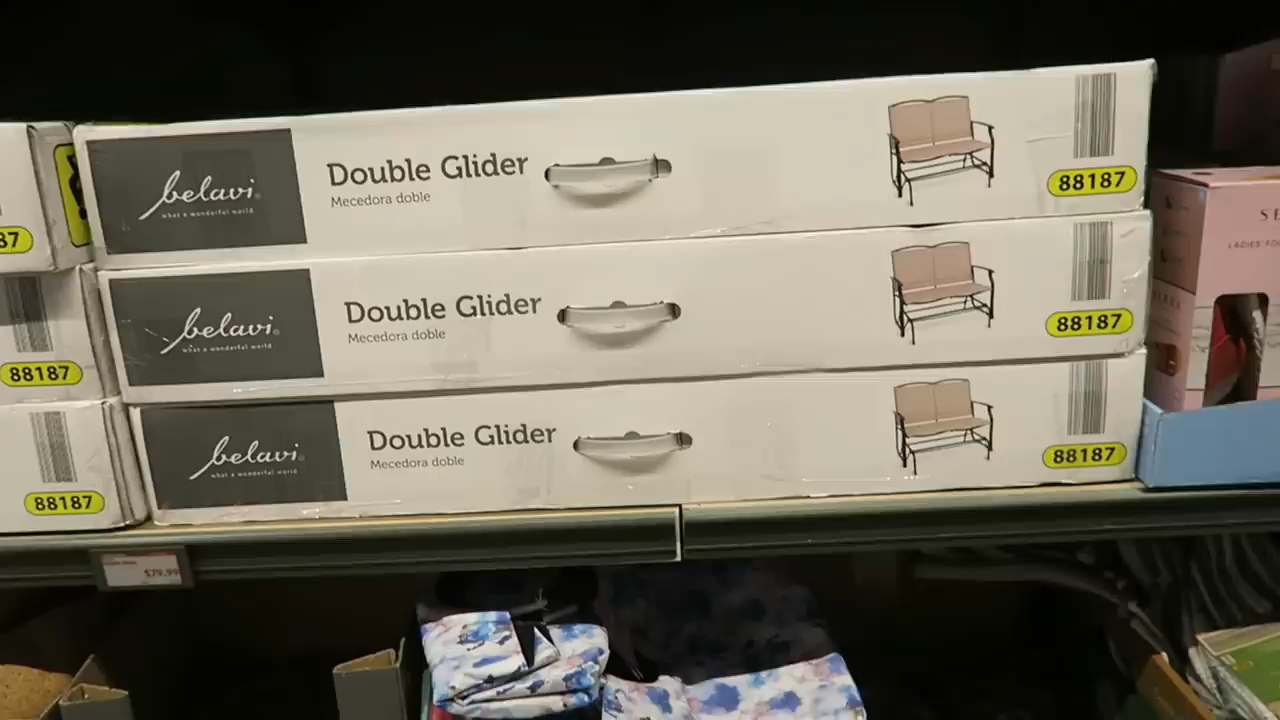 belavi
what a wonderful world
Double Glider
Mecedora doble
88187
87
belavi
what a wonderful world
Double Glider
Mecedora doble
88187
88187
belavi
what a wonderful world
Double Glider
Mecedora doble
88187
88187
$79.99
LADIES'